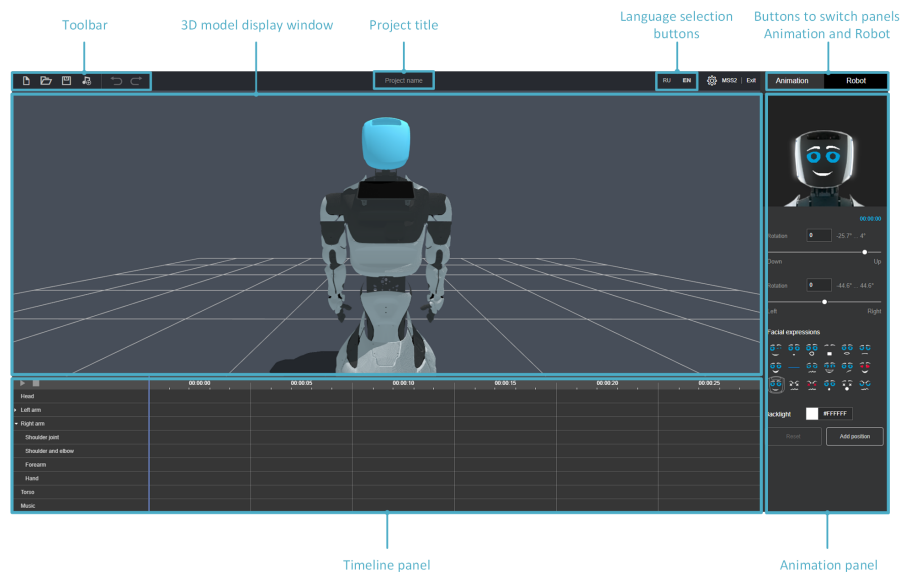 Toolbar
3D model display window
Project title
Language selection
buttons
Buttons to switch panels
Animation and Robot
Project name
RU EN
MSS2 Exit
Animation Robot
00:00:00
Rotation 0 -25.7° ... 4°
Down Up
Rotation 0 -44.6° ... 44.6°
Left Right
Facial expressions
Backlight #FFFFFF
Reset Add position
00:00:00 00:00:05 00:00:10 00:00:15 00:00:20 00:00:25
Head
Left arm
Right arm
Shoulder joint
Shoulder and elbow
Forearm
Hand
Torso
Music
Timeline panel
Animation panel